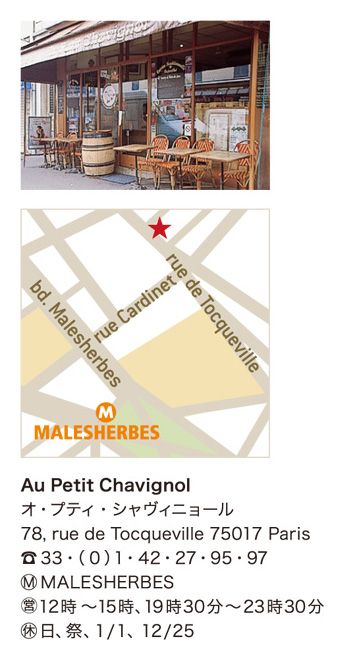 bd. Malesherbes
rue Cardinet
rue de Tocqueville
M
MALESHERBES
Au Petit Chavignol
オ・プティ・シャヴィニョール
78, rue de Tocqueville 75017 Paris
☎33・(0)1・42・27・95・97
Ⓜ MALESHERBES
㊡12時〜15時、19時30分〜23時30分
㊡日、祭、1/1、12/25